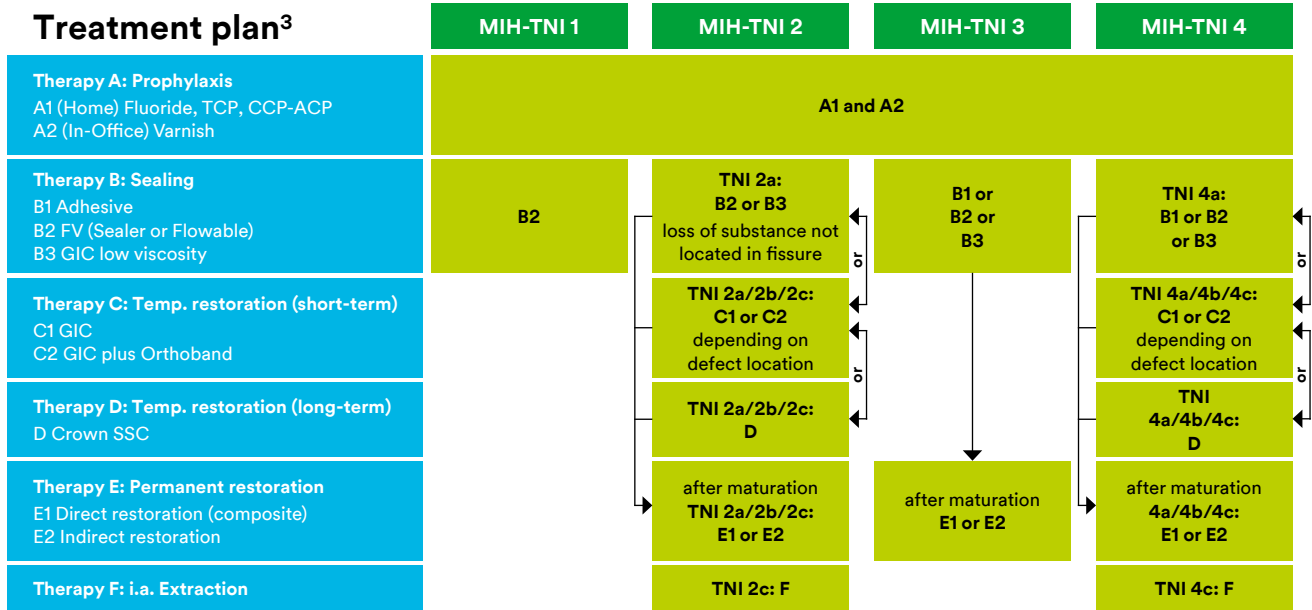 Treatment plan³
MIH-TNI 1
MIH-TNI 2
MIH-TNI 3
MIH-TNI 4
Therapy A: Prophylaxis
A1 (Home) Fluoride, TCP, CCP-ACP
A2 (In-Office) Varnish
A1 and A2
Therapy B: Sealing
B1 Adhesive
B2 FV (Sealer or Flowable)
B3 GIC low viscosity
B2
TNI 2a:
B2 or B3
loss of substance not
located in fissure
B1 or
B2 or
B3
TNI 4a:
B1 or B2
or B3
or
or
Therapy C: Temp. restoration (short-term)
C1 GIC
C2 GIC plus Orthoband
TNI 2a/2b/2c:
C1 or C2
depending on
defect location
TNI 4a/4b/4c:
C1 or C2
depending on
defect location
or
or
Therapy D: Temp. restoration (long-term)
D Crown SSC
TNI 2a/2b/2c:
D
TNI
4a/4b/4c:
D
Therapy E: Permanent restoration
E1 Direct restoration (composite)
E2 Indirect restoration
after maturation
TNI 2a/2b/2c:
E1 or E2
after maturation
E1 or E2
after maturation
4a/4b/4c:
E1 or E2
Therapy F: i.a. Extraction
TNI 2c: F
TNI 4c: F